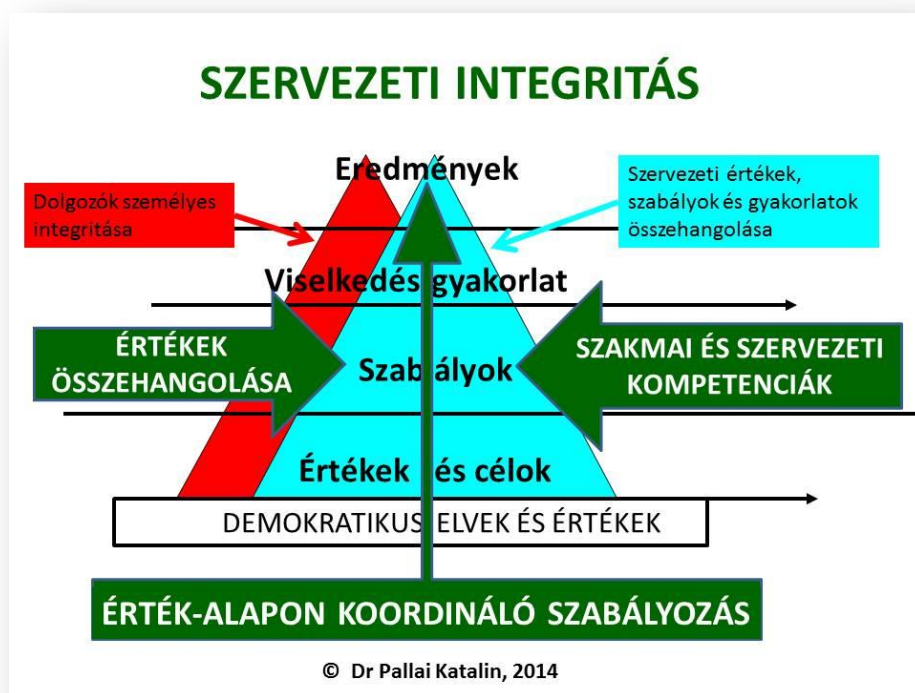 SZERVEZETI INTEGRITÁS
Eredmények
Dolgozók személyes
integritása
Szervezeti értékek,
szabályok és gyakorlatok
összehangolása
Viselkedés gyakorlat
ÉRTÉKEK
ÖSSZEHANGOLÁSA
Szabályok
SZAKMAI ÉS SZERVEZETI
KOMPETENCIÁK
Értékek és célok
DEMOKRATIKUS ELVEK ÉS ÉRTÉKEK
ÉRTÉK-ALAPON KOORDINÁLÓ SZABÁLYOZÁS
© Dr Pallai Katalin, 2014